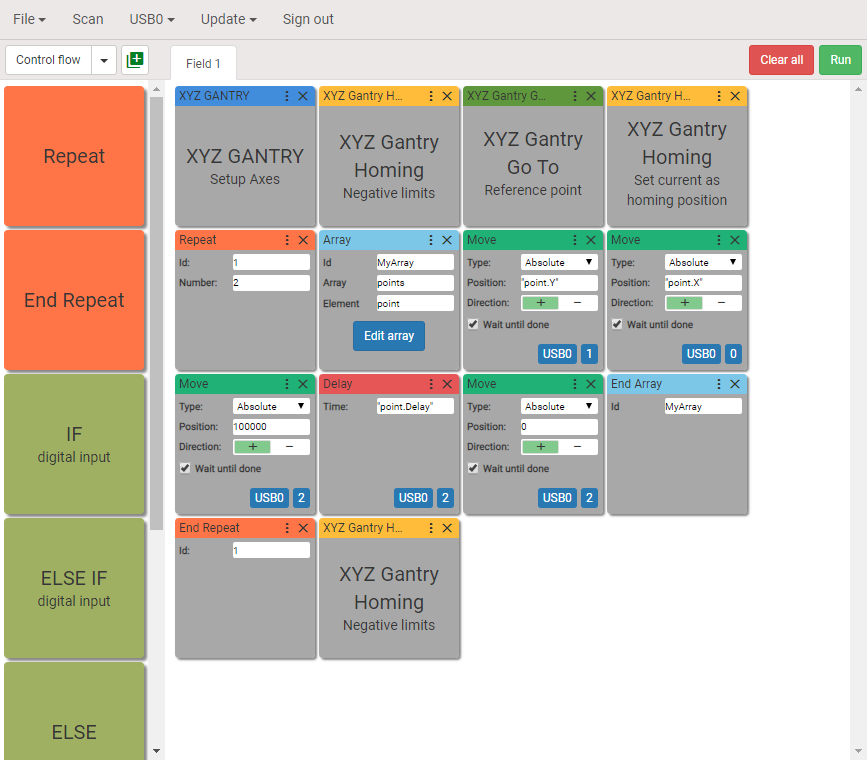 File
Scan
USB0
Update
Sign out
Control flow
Field 1
Clear all
Run
Repeat
End Repeat
IF
digital input
ELSE IF
digital input
ELSE
XYZ GANTRY
XYZ GANTRY
Setup Axes
XYZ Gantry H...
XYZ Gantry
Homing
Negative limits
XYZ Gantry G...
XYZ Gantry
Go To
Reference point
XYZ Gantry H...
XYZ Gantry
Homing
Set current as
homing position
Repeat
Id: 1
Number: 2
Array
Id MyArray
Array points
Element point
Edit array
Move
Type: Absolute
Position: "point.Y"
Direction: + −
Wait until done
USB0 1
Move
Type: Absolute
Position: "point.X"
Direction: + −
Wait until done
USB0 0
Move
Type: Absolute
Position: 100000
Direction: + −
Wait until done
USB0 2
Delay
Time: "point.Delay"
USB0 2
Move
Type: Absolute
Position: 0
Direction: + −
Wait until done
USB0 2
End Array
Id MyArray
End Repeat
Id: 1
XYZ Gantry H...
XYZ Gantry
Homing
Negative limits